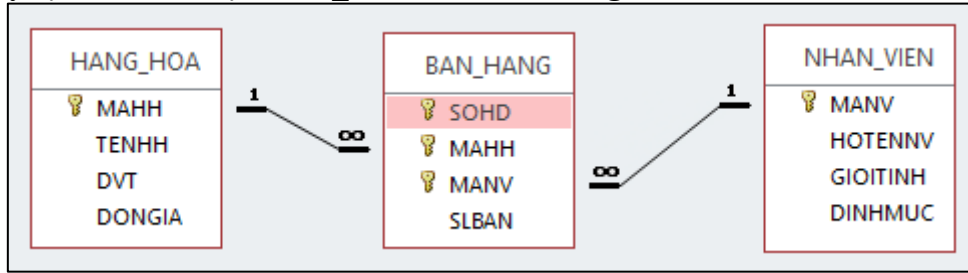 HANG_HOA
MAHH
TENHH
DVT
DONGIA
1
∞
BAN_HANG
SOHD
MAHH
MANV
SLBAN
∞
1
NHAN_VIEN
MANV
HOTENNV
GIOITINH
DINHMUC